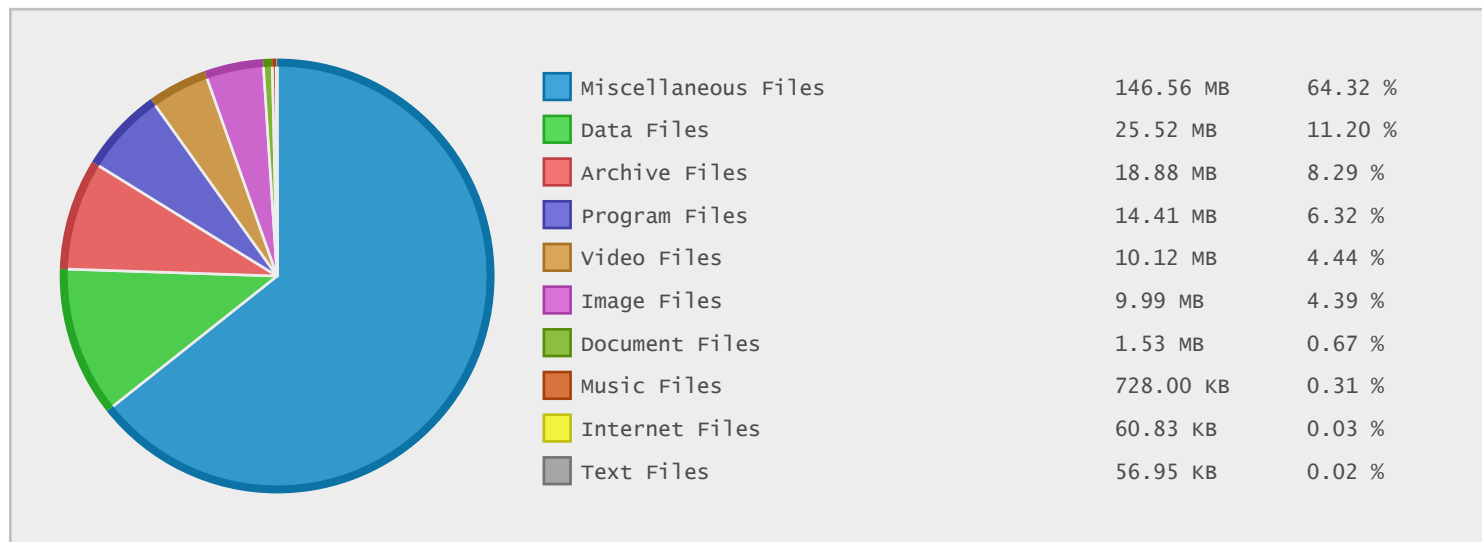 Miscellaneous Files 146.56 MB 64.32 %
Data Files 25.52 MB 11.20 %
Archive Files 18.88 MB 8.29 %
Program Files 14.41 MB 6.32 %
Video Files 10.12 MB 4.44 %
Image Files 9.99 MB 4.39 %
Document Files 1.53 MB 0.67 %
Music Files 728.00 KB 0.31 %
Internet Files 60.83 KB 0.03 %
Text Files 56.95 KB 0.02 %